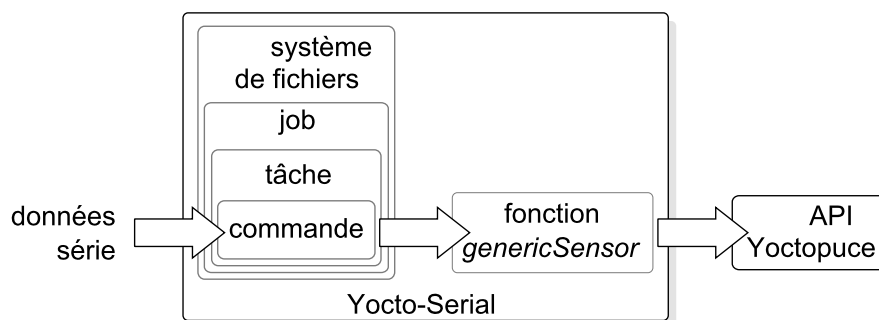 système
de fichiers
job
tâche
données
série
commande
fonction
genericSensor
API
Yoctopuce
Yocto-Serial